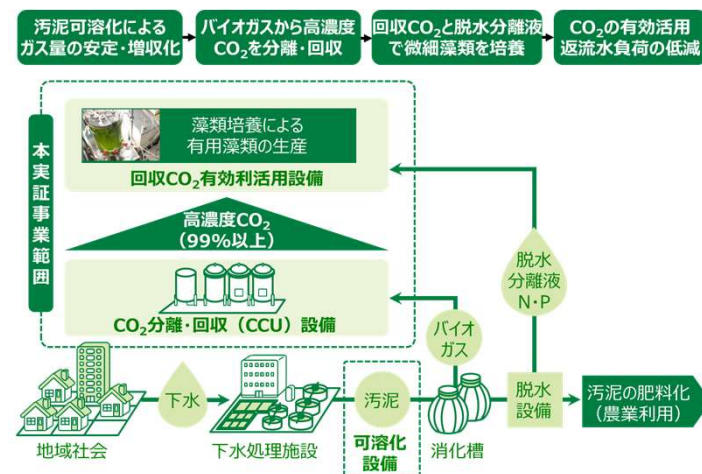 汚泥可溶化による
ガス量の安定・増収化
バイオガスから高濃度
CO₂を分離・回収
回収CO₂と脱水分離液
で微細藻類を培養
CO₂の有効活用
返流水負荷の低減
本実証事業範囲
藻類培養による
有用藻類の生産
回収CO₂有効利活用設備
高濃度CO₂
（99%以上）
CO₂分離・回収（CCU）設備
脱水
分離液
N・P
バイオ
ガス
下水
汚泥
脱水
設備
汚泥の肥料化
（農業利用）
地域社会
下水処理施設
可溶化
設備
消化槽